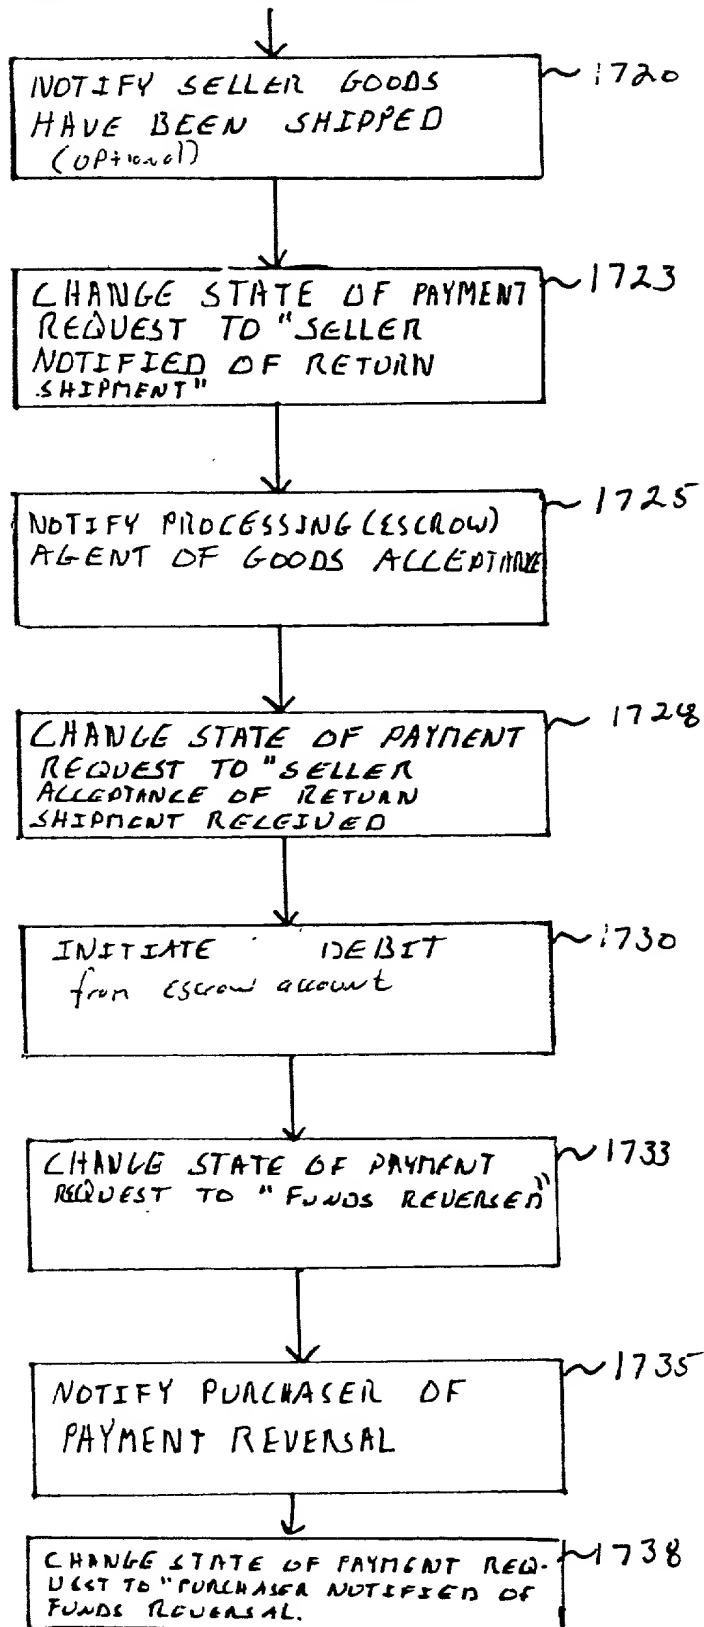 NOTIFY SELLER GOODS
HAVE BEEN SHIPPED
(optional)
1720
CHANGE STATE OF PAYMENT
REQUEST TO "SELLER
NOTIFIED OF RETURN
SHIPMENT"
1723
NOTIFY PROCESSING (ESCROW)
AGENT OF GOODS ACCEPTANCE
1725
CHANGE STATE OF PAYMENT
REQUEST TO "SELLER
ACCEPTANCE OF RETURN
SHIPMENT RECEIVED
1728
INITIATE DEBIT
from escrow account
1730
CHANGE STATE OF PAYMENT
REQUEST TO "FUNDS REVERSED"
1733
NOTIFY PURCHASER OF
PAYMENT REVERSAL
1735
CHANGE STATE OF PAYMENT REQ-
UEST TO "PURCHASER NOTIFIED OF
FUNDS REVERSAL.
1738